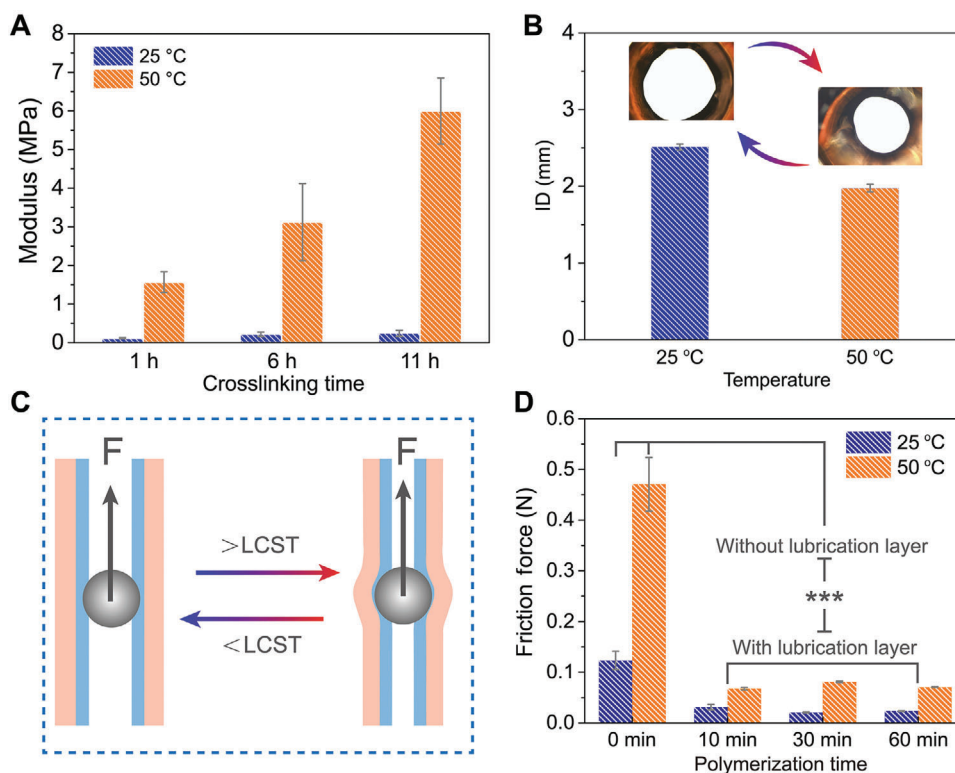 A
25 °C
50 °C
Modulus (MPa)
8
7
6
5
4
3
2
1
0
1 h
6 h
11 h
Crosslinking time
B
ID (mm)
4
3
2
1
0
25 °C
50 °C
Temperature
C
F
F
>LCST
<LCST
D
25 °C
50 °C
Friction force (N)
0.6
0.5
0.4
0.3
0.2
0.1
0.0
Without lubrication layer
***
With lubrication layer
0 min
10 min
30 min
60 min
Polymerization time